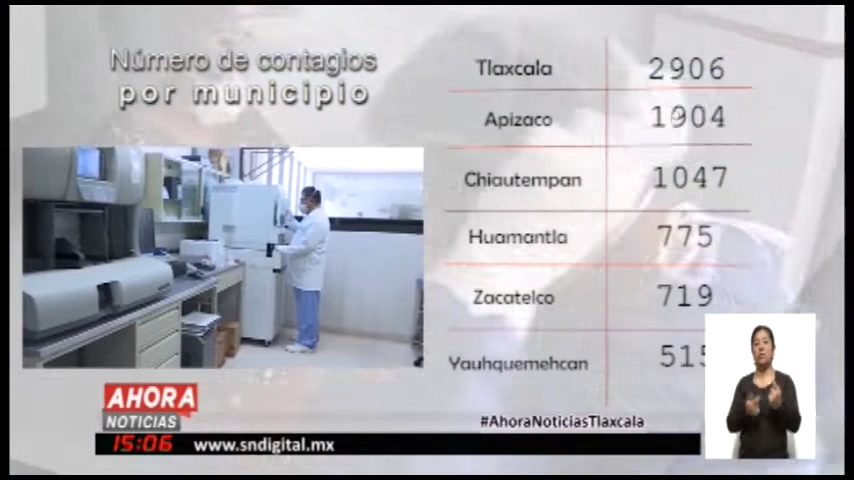 Número de contagios
por municipio
Tlaxcala 2906
Apizaco 1904
Chiautempan 1047
Huamantla 775
Zacatelco 719
Yauhquemehcan
AHORA
NOTICIAS
#AhoraNoticiasTlaxcala
15:06 www.sndigital.mx